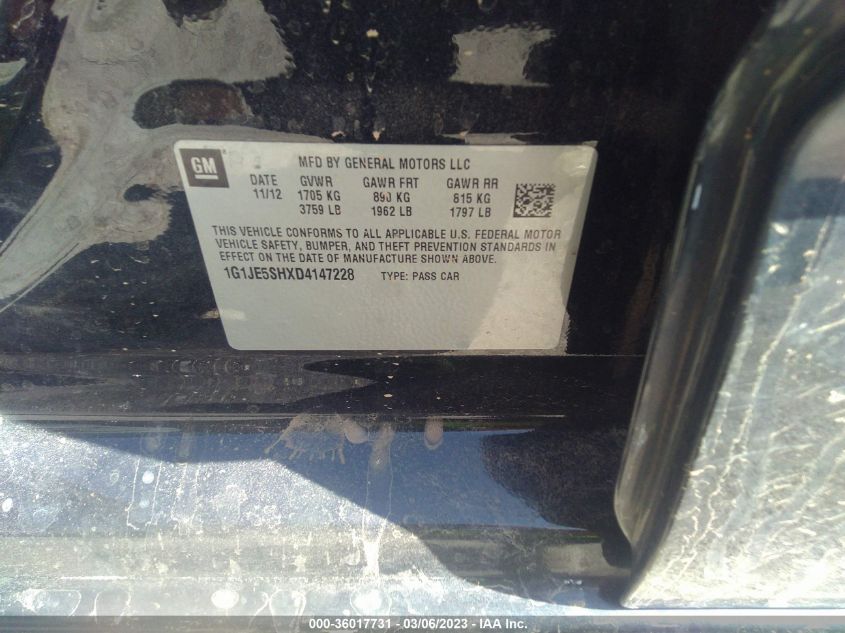 GM
MFD BY GENERAL MOTORS LLC
DATE GVWR GAWR FRT GAWR RR
11/12 1705 KG 890 KG 815 KG
3759 LB 1962 LB 1797 LB
THIS VEHICLE CONFORMS TO ALL APPLICABLE U.S. FEDERAL MOTOR
VEHICLE SAFETY, BUMPER, AND THEFT PREVENTION STANDARDS IN
EFFECT ON THE DATE OF MANUFACTURE SHOWN ABOVE.
1G1JE5SHXD4147228 TYPE: PASS CAR
000-36017731 - 03/06/2023 - IAA Inc.